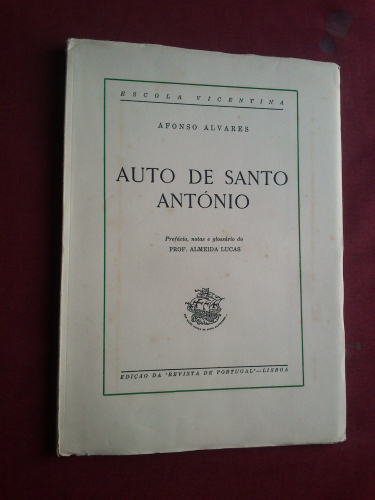 ESCOLA VICENTINA
AFONSO ALVARES
AUTO DE SANTO
ANTÓNIO
Prefácio, notas e glossário do
PROF. ALMEIDA LUCAS
EDIÇÃO DA «REVISTA DE PORTUGAL»—LISBOA